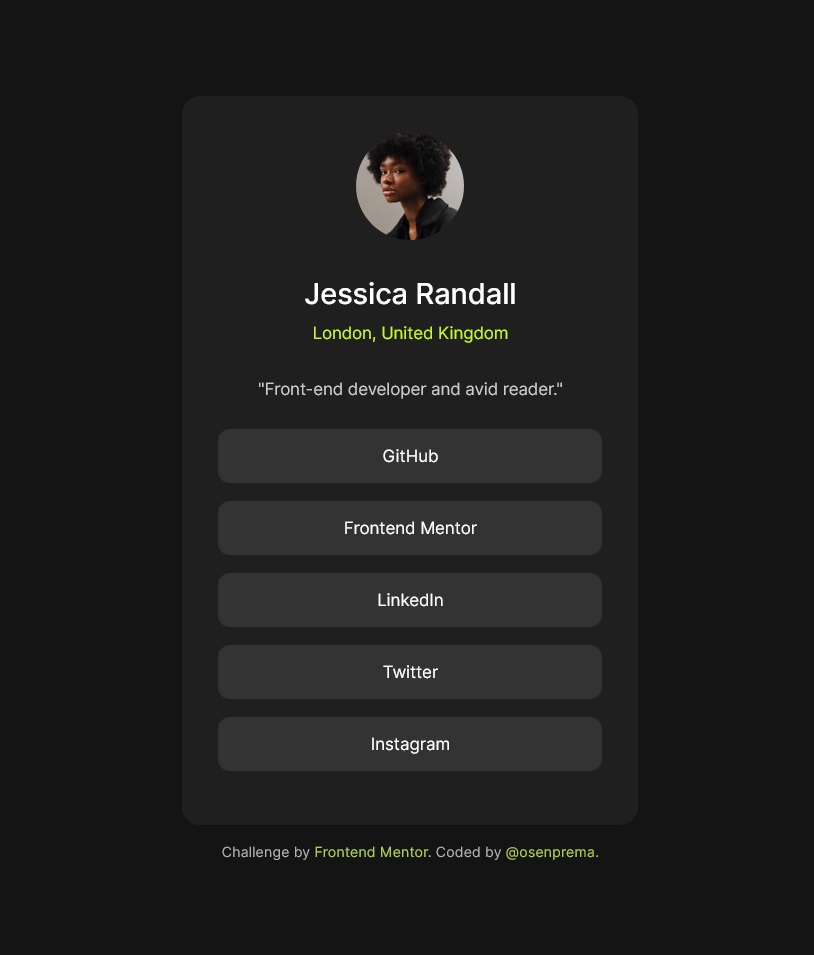 Jessica Randall
London, United Kingdom
"Front-end developer and avid reader."
GitHub
Frontend Mentor
LinkedIn
Twitter
Instagram
Challenge by Frontend Mentor. Coded by @osenprema.